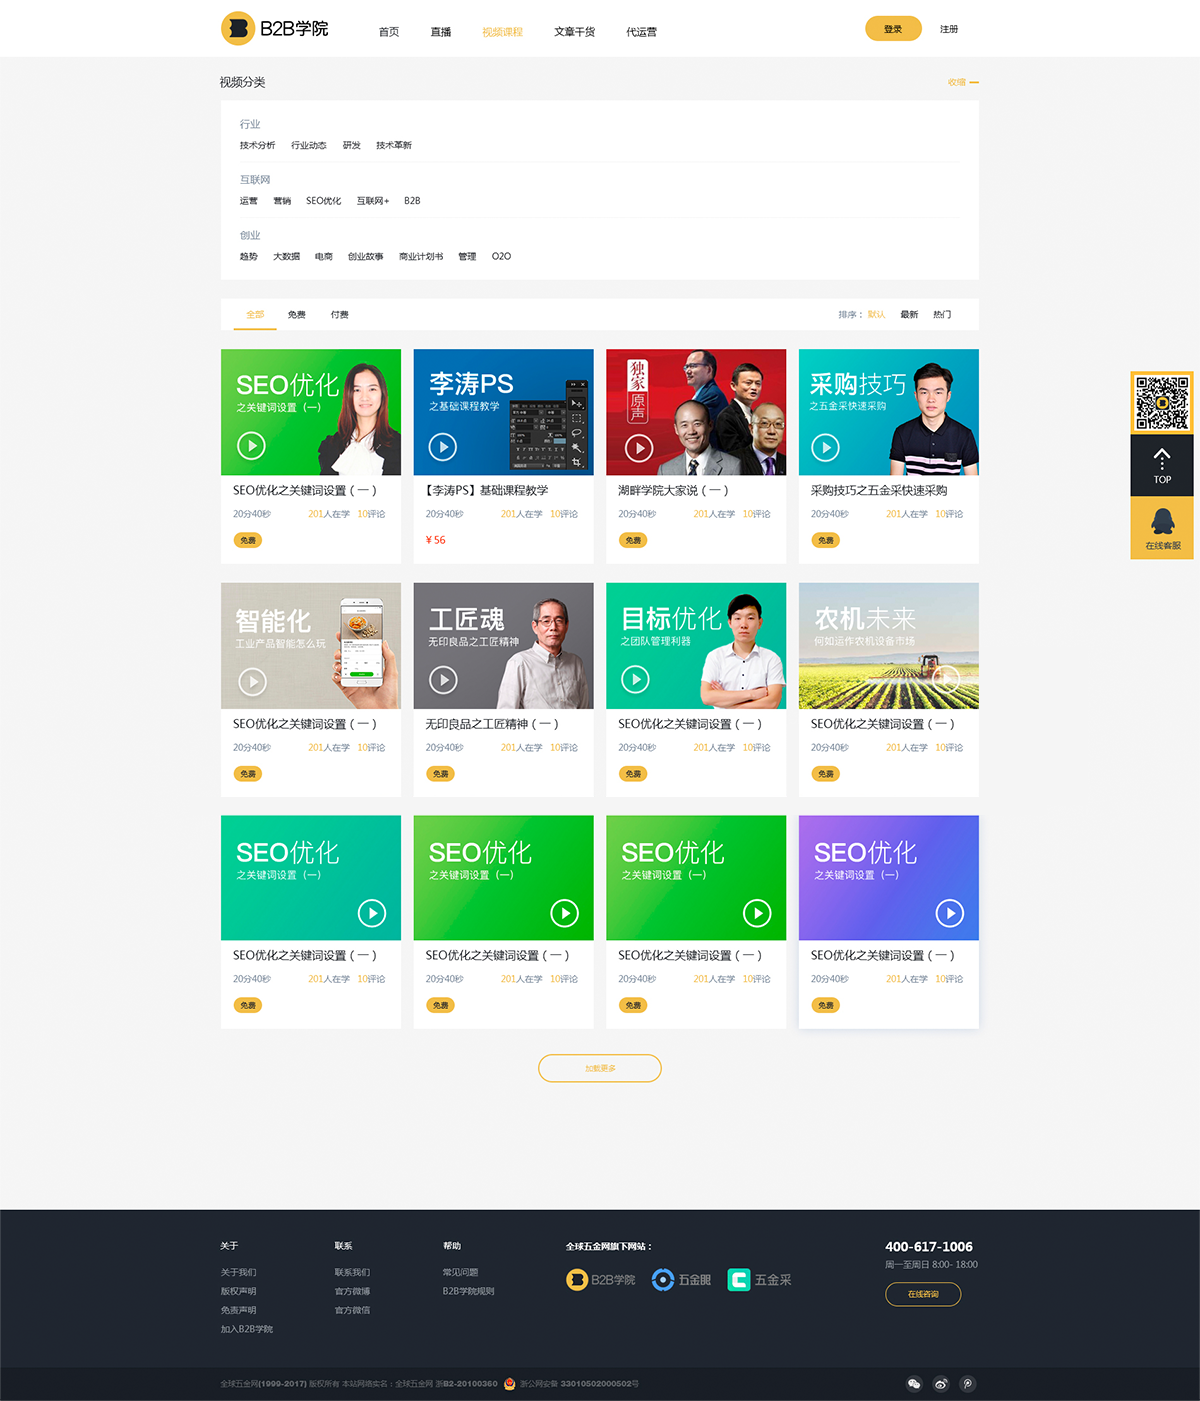 B2B学院 首页 直播 视频课程 文章干货 代运营 登录 注册
视频分类 收缩
行业
技术分析 行业动态 研发 技术革新
互联网
运营 营销 SEO优化 互联网+ B2B
创业
趋势 大数据 电商 创业故事 商业计划书 管理 O2O
全部 免费 付费 排序： 默认 最新 热门
SEO优化
之关键词设置（一）
SEO优化之关键词设置（一）
20分40秒 201人在学 10评论
免费
李涛PS
之基础课程教学
【李涛PS】基础课程教学
20分40秒 201人在学 10评论
¥ 56
独家
原声
湖畔学院大家说（一）
20分40秒 201人在学 10评论
免费
采购技巧
之五金采快速采购
采购技巧之五金采快速采购
20分40秒 201人在学 10评论
免费
TOP
在线客服
智能化
工业产品智能怎么玩
SEO优化之关键词设置（一）
20分40秒 201人在学 10评论
免费
工匠魂
无印良品之工匠精神
无印良品之工匠精神（一）
20分40秒 201人在学 10评论
免费
目标优化
之团队管理利器
SEO优化之关键词设置（一）
20分40秒 201人在学 10评论
免费
农机未来
何如运作农机设备市场
SEO优化之关键词设置（一）
20分40秒 201人在学 10评论
免费
SEO优化
之关键词设置（一）
SEO优化之关键词设置（一）
20分40秒 201人在学 10评论
免费
SEO优化
之关键词设置（一）
SEO优化之关键词设置（一）
20分40秒 201人在学 10评论
免费
SEO优化
之关键词设置（一）
SEO优化之关键词设置（一）
20分40秒 201人在学 10评论
免费
SEO优化
之关键词设置（一）
SEO优化之关键词设置（一）
20分40秒 201人在学 10评论
免费
加载更多
关于
关于我们
版权声明
免责声明
加入B2B学院
联系
联系我们
官方微博
官方微信
帮助
常见问题
B2B学院规则
全球五金网旗下网站：
B2B学院 五金眼 五金采
400-617-1006
周一至周日 8:00- 18:00
在线咨询
全球五金网(1999-2017) 版权所有 本站网络实名：全球五金网 浙B2-20100360 浙公网安备 33010502000502号